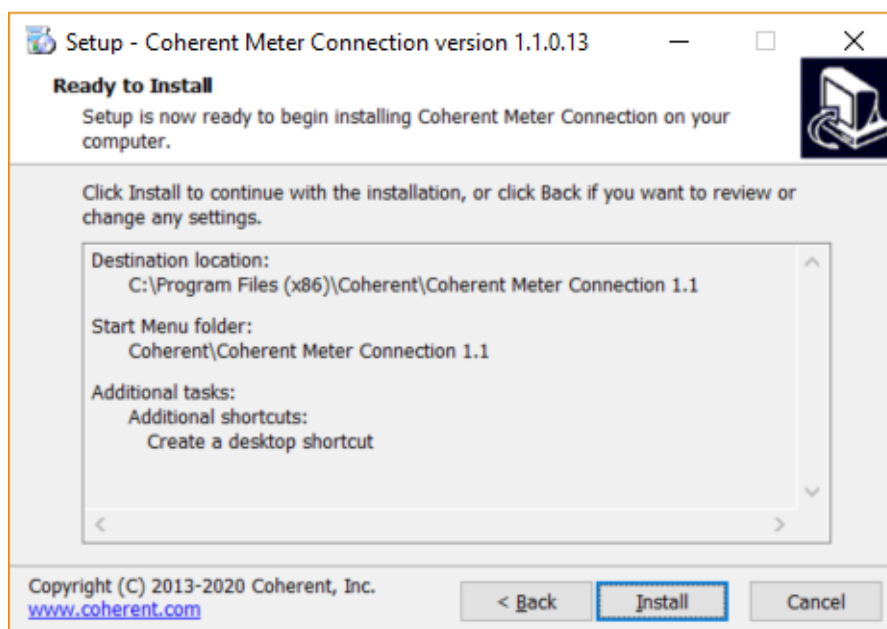 Setup - Coherent Meter Connection version 1.1.0.13
Ready to Install
Setup is now ready to begin installing Coherent Meter Connection on your
computer.
Click Install to continue with the installation, or click Back if you want to review or
change any settings.
Destination location:
C:\Program Files (x86)\Coherent\Coherent Meter Connection 1.1
Start Menu folder:
Coherent\Coherent Meter Connection 1.1
Additional tasks:
Additional shortcuts:
Create a desktop shortcut
Copyright (C) 2013-2020 Coherent, Inc.
www.coherent.com
< Back
Install
Cancel